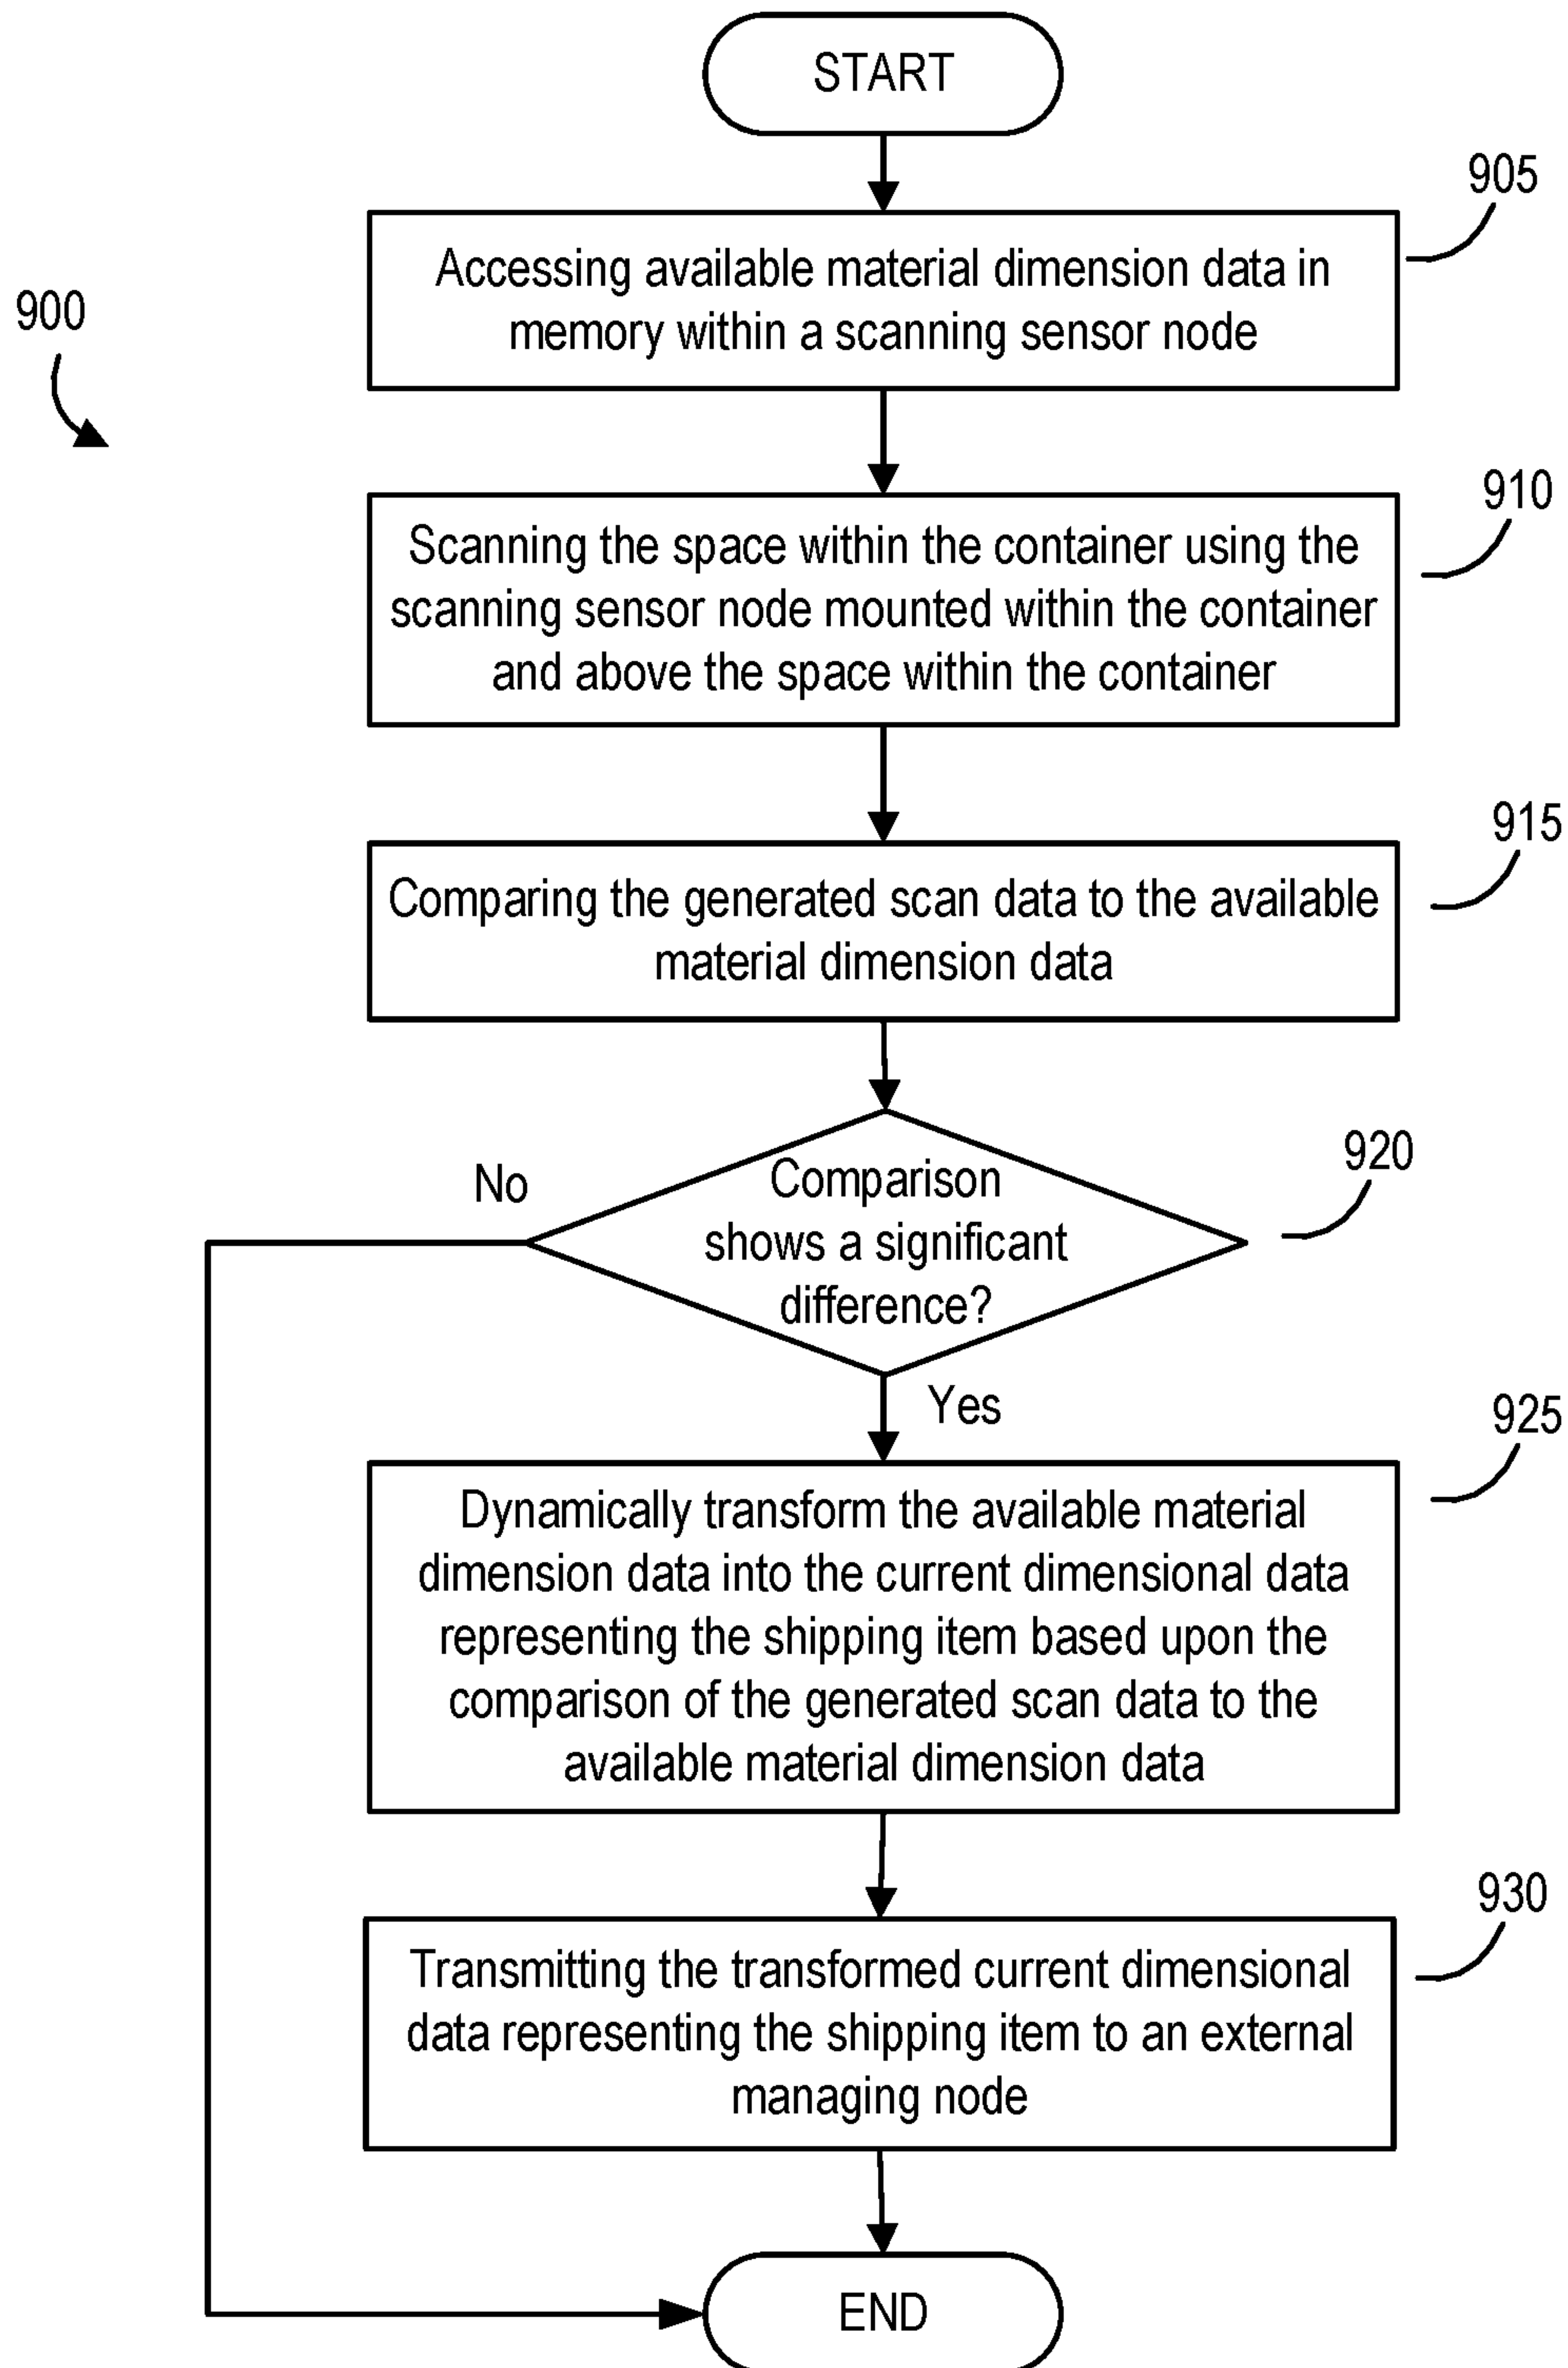 START
905
Accessing available material dimension data in
memory within a scanning sensor node
900
910
Scanning the space within the container using the
scanning sensor node mounted within the container
and above the space within the container
915
Comparing the generated scan data to the available
material dimension data
920
No
Comparison
shows a significant
difference?
Yes
925
Dynamically transform the available material
dimension data into the current dimensional data
representing the shipping item based upon the
comparison of the generated scan data to the
available material dimension data
930
Transmitting the transformed current dimensional
data representing the shipping item to an external
managing node
END